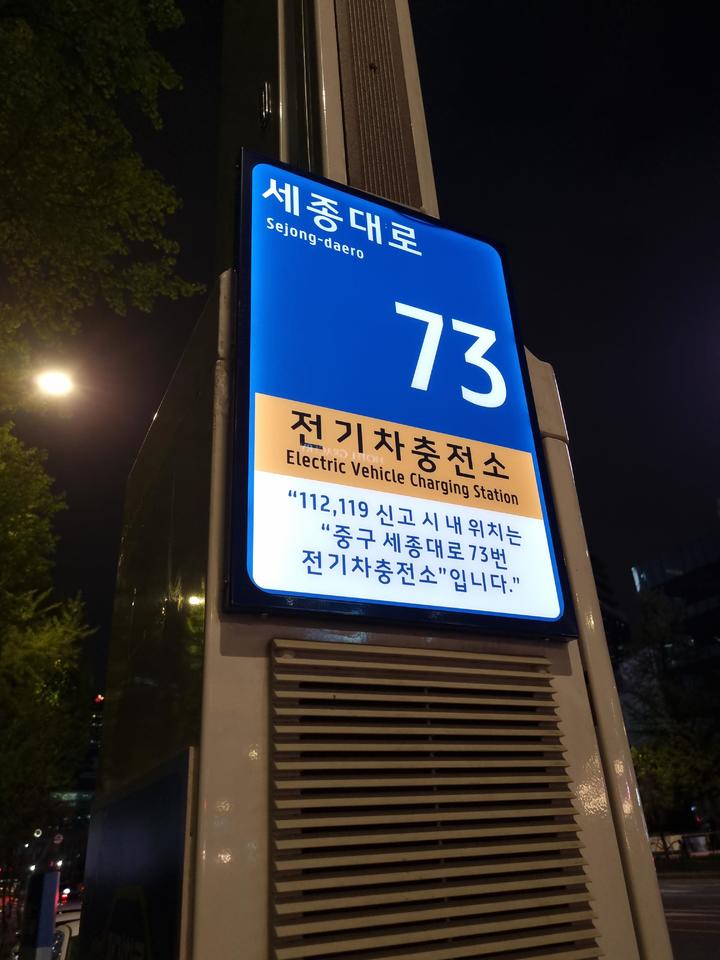 세종대로
Sejong-daero
73
전기차충전소
Electric Vehicle Charging Station
“112,119 신고 시 내 위치는
“중구 세종대로 73번
전기차충전소”입니다.”